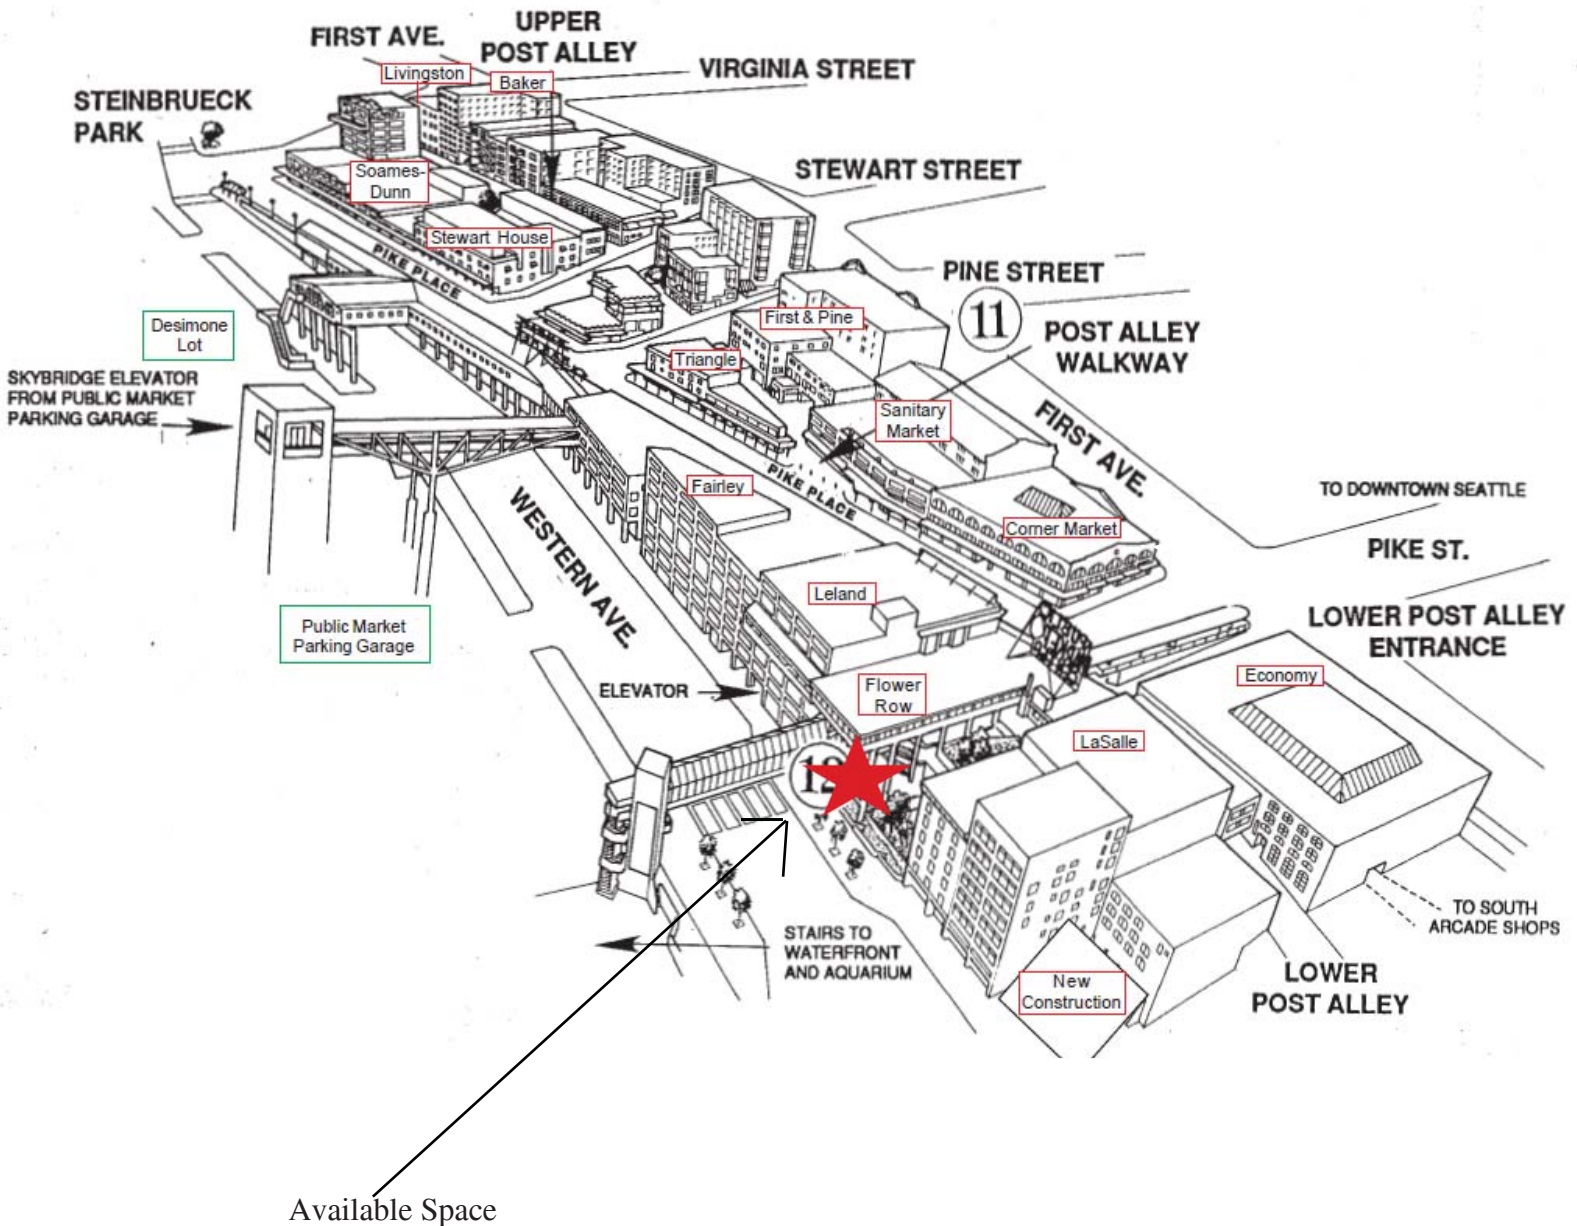 FIRST AVE.
UPPER
POST ALLEY
VIRGINIA STREET
Livingston
Baker
STEINBRUECK
PARK
STEWART STREET
Soames-
Dunn
Stewart House
PIKE PLACE
PINE STREET
11
POST ALLEY
WALKWAY
Desimone
Lot
First & Pine
Triangle
SKYBRIDGE ELEVATOR
FROM PUBLIC MARKET
PARKING GARAGE
Sanitary
Market
FIRST AVE.
PIKE PLACE
Fairley
TO DOWNTOWN SEATTLE
Corner Market
PIKE ST.
WESTERN AVE.
Leland
LOWER POST ALLEY
ENTRANCE
Public Market
Parking Garage
ELEVATOR
Flower
Row
Economy
LaSalle
12
TO SOUTH
ARCADE SHOPS
STAIRS TO
WATERFRONT
AND AQUARIUM
LOWER
POST ALLEY
New
Construction
Available Space